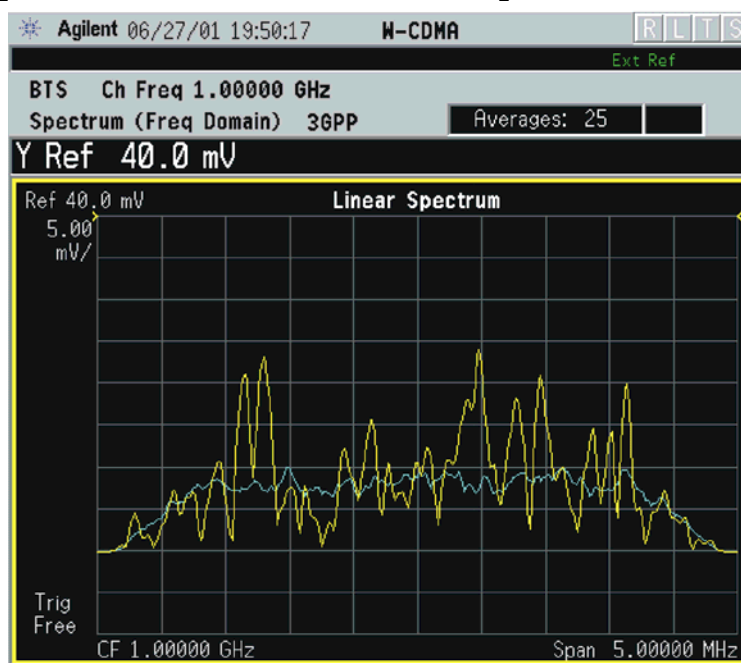 Agilent 06/27/01 19:50:17 W-CDMA R L T S
Ext Ref
BTS Ch Freq 1.00000 GHz
Spectrum (Freq Domain) 3GPP Averages: 25
Y Ref 40.0 mV
Ref 40.0 mV Linear Spectrum
5.00
mV/
Trig
Free
CF 1.00000 GHz Span 5.00000 MHz